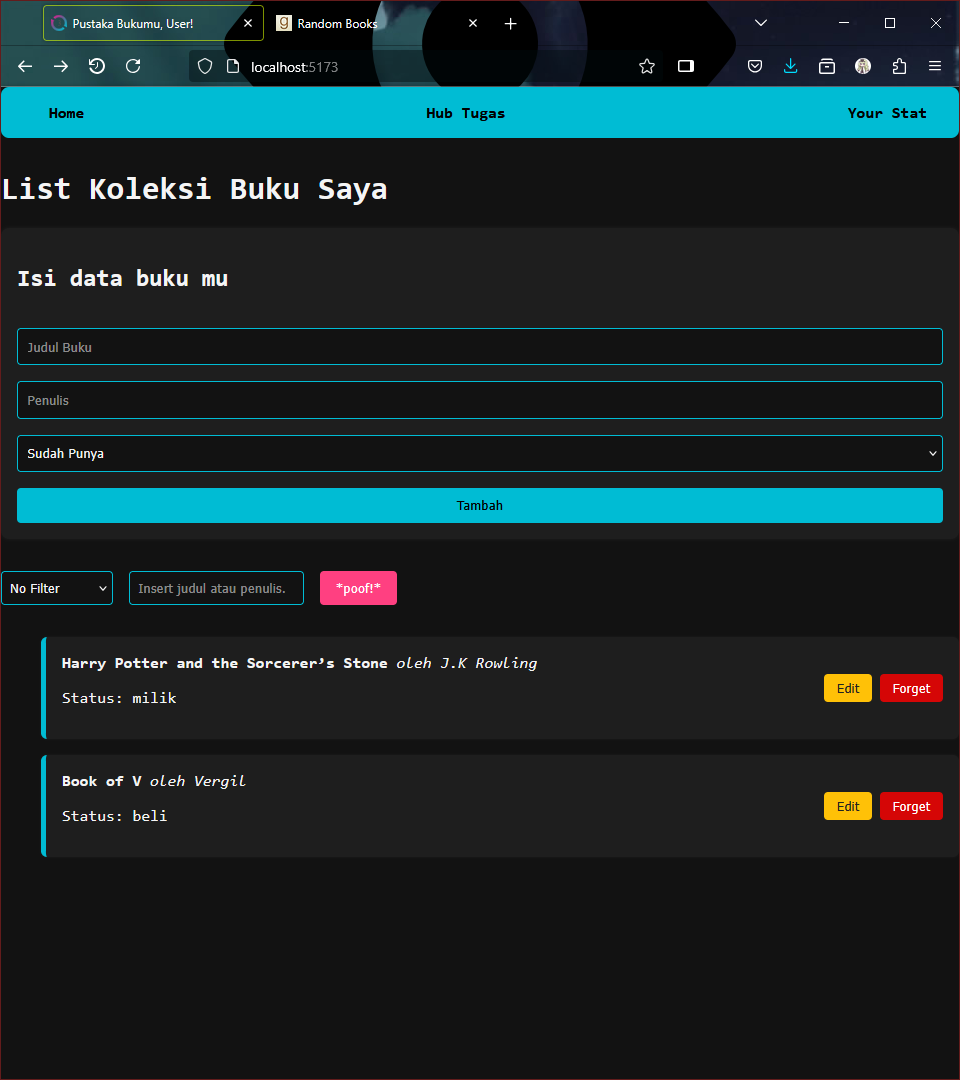 Pustaka Bukumu, User!
Random Books
localhost:5173
Home Hub Tugas Your Stat
List Koleksi Buku Saya
Isi data buku mu
Judul Buku
Penulis
Sudah Punya
Tambah
No Filter Insert judul atau penulis. *poof!*
Harry Potter and the Sorcerer’s Stone oleh J.K Rowling
Status: milik
Edit Forget
Book of V oleh Vergil
Status: beli
Edit Forget